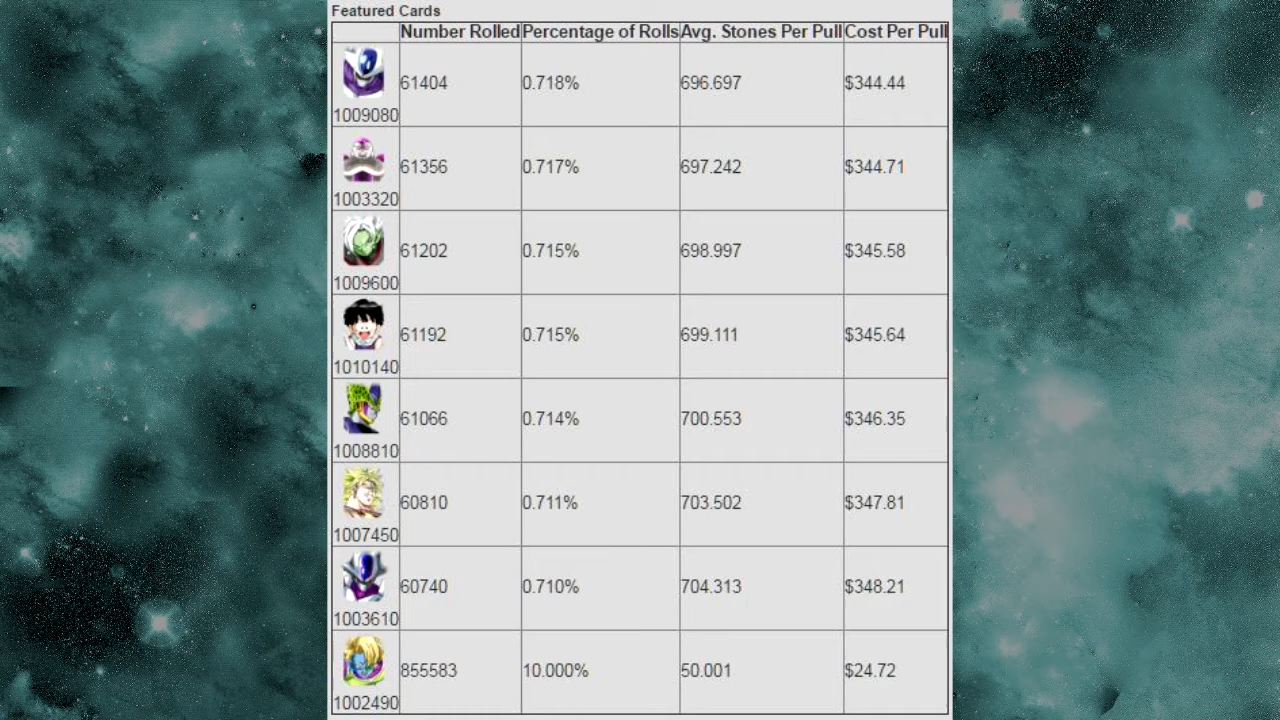 Featured Cards
Number Rolled Percentage of Rolls Avg. Stones Per Pull Cost Per Pull
1009080 61404 0.718% 696.697 $344.44
1003320 61356 0.717% 697.242 $344.71
1009600 61202 0.715% 698.997 $345.58
1010140 61192 0.715% 699.111 $345.64
1008810 61066 0.714% 700.553 $346.35
1007450 60810 0.711% 703.502 $347.81
1003610 60740 0.710% 704.313 $348.21
1002490 855583 10.000% 50.001 $24.72